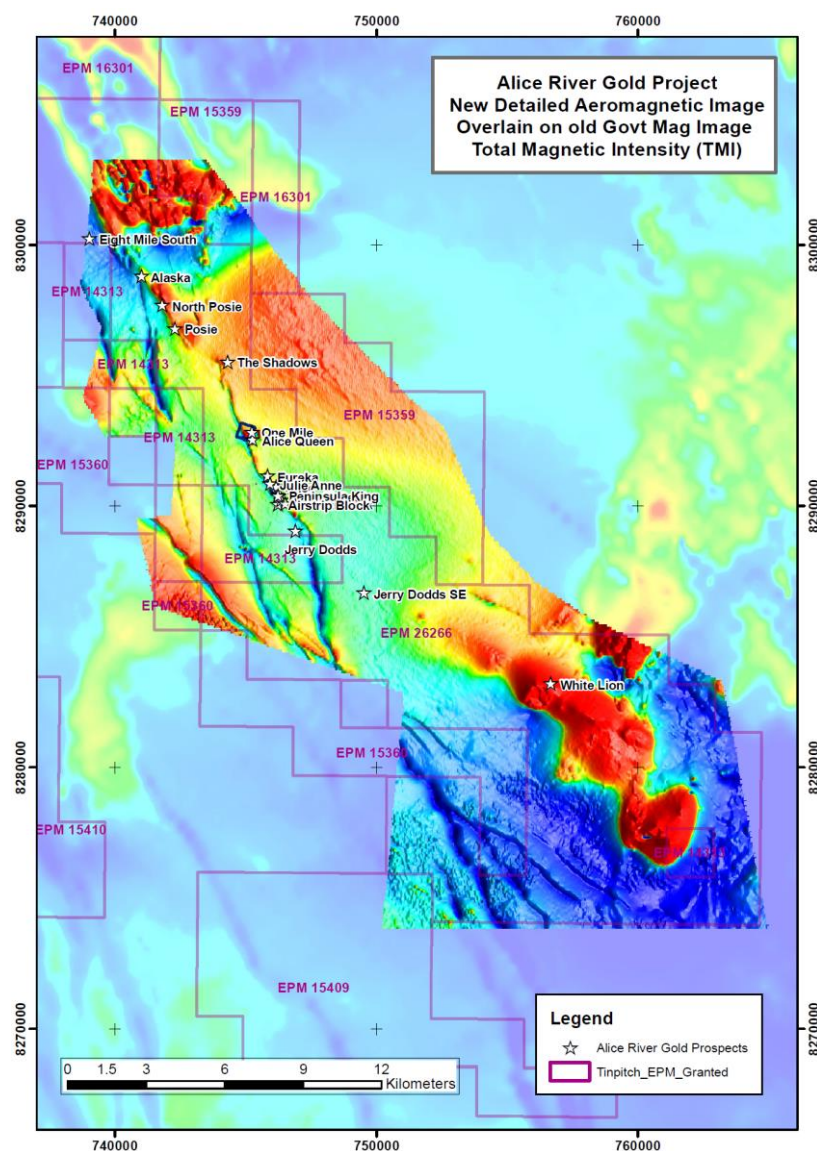 740000
750000
760000
EPM 16301
EPM 15359
Alice River Gold Project
New Detailed Aeromagnetic Image
Overlain on old Govt Mag Image
Total Magnetic Intensity (TMI)
EPM 16301
8300000
8300000
Eight Mile South
Alaska
EPM 14313
North Posie
Posie
The Shadows
EPM 14313
EPM 15359
EPM 14313
One Mile
Alice Queen
EPM 15360
Eureka
Julie Anne
Peninsula King
Airstrip Block
8290000
8290000
Jerry Dodds
EPM 14313
Jerry Dodds SE
EPM 15360
EPM 26266
White Lion
EPM 15360
8280000
8280000
EPM 15410
EPM 15409
8270000
8270000
Legend
Alice River Gold Prospects
Tinpitch_EPM_Granted
0 1.5 3 6 9 12
Kilometers
740000
750000
760000